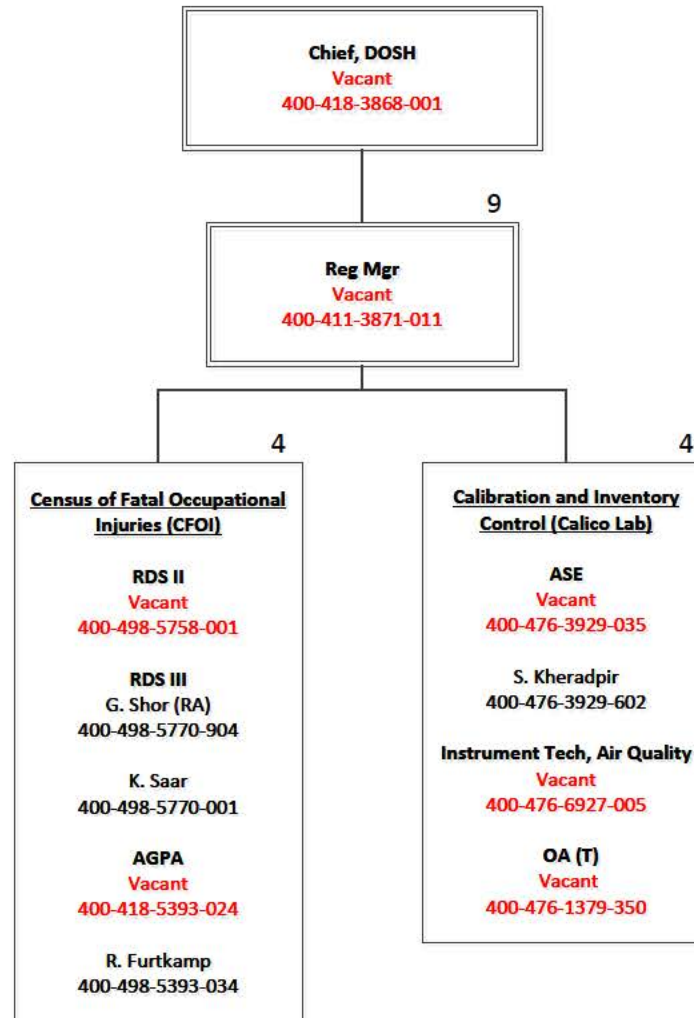 Chief, DOSH
Vacant
400-418-3868-001
9
Reg Mgr
Vacant
400-411-3871-011
4
Census of Fatal Occupational
Injuries (CFOI)
RDS II
Vacant
400-498-5758-001
RDS III
G. Shor (RA)
400-498-5770-904
K. Saar
400-498-5770-001
AGPA
Vacant
400-418-5393-024
R. Furtkamp
400-498-5393-034
4
Calibration and Inventory
Control (Calico Lab)
ASE
Vacant
400-476-3929-035
S. Kheradpir
400-476-3929-602
Instrument Tech, Air Quality
Vacant
400-476-6927-005
OA (T)
Vacant
400-476-1379-350